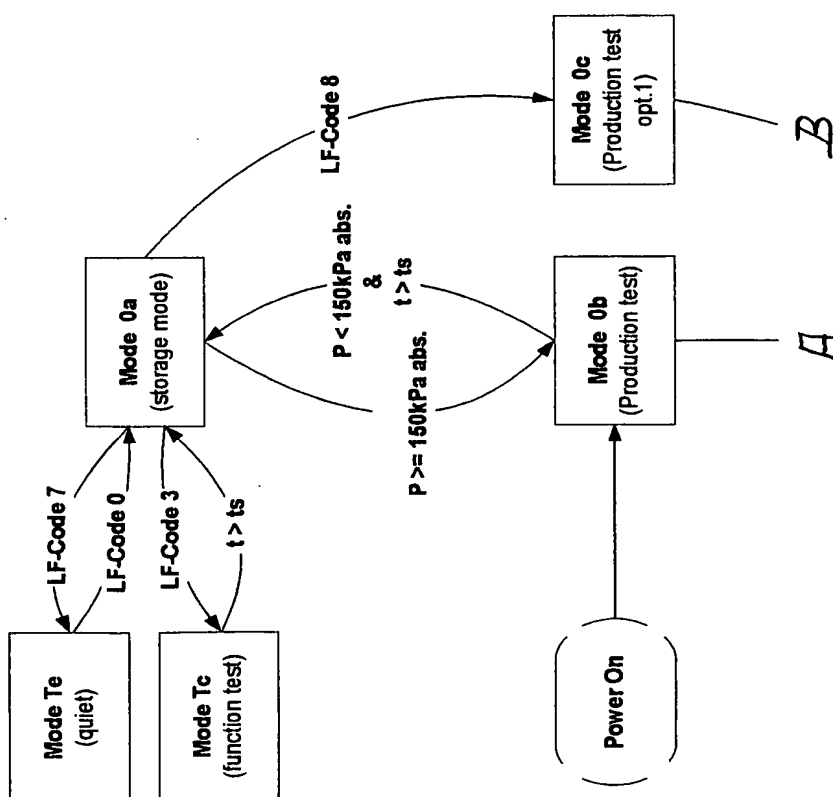 Mode Te
(quiet)
LF-Code 7
LF-Code 0
Mode Tc
(function test)
LF-Code 3
t > ts
Mode 0a
(storage mode)
LF-Code 8
P < 150kPa abs.
&
t > ts
P >= 150kPa abs.
Power On
Mode 0b
(Production test)
Mode 0c
(Production test
opt.1)
A
B